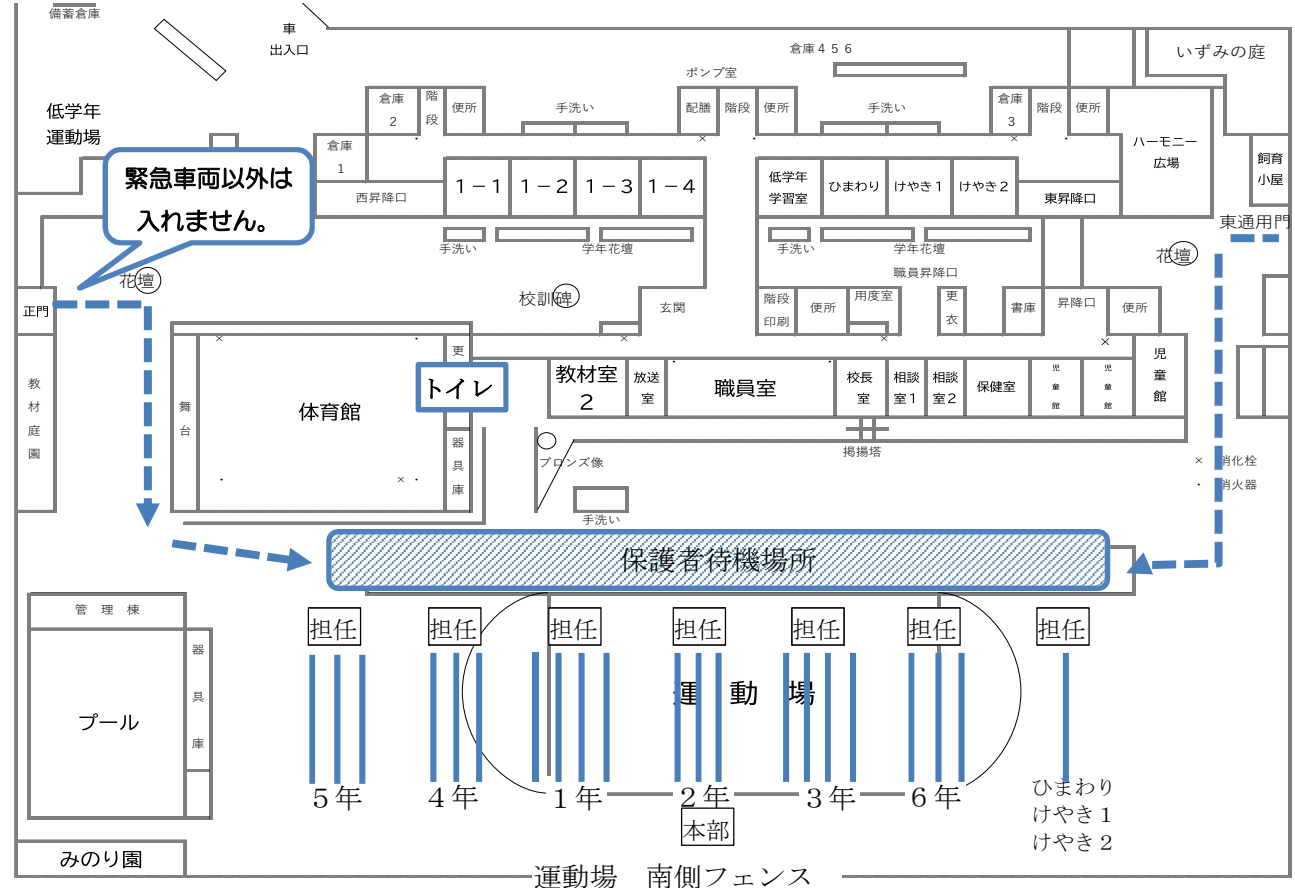 備蓄倉庫
車
出入口
倉庫４５６
いずみの庭
ポンプ室
低学年
運動場
倉庫
2
階
段
便所
手洗い
配膳
階段
便所
手洗い
倉庫
3
階段
便所
ハーモニー
広場
飼育
小屋
倉庫
1
緊急車両以外は
入れません。
西昇降口
１－１
１－２
１－３
１－４
低学年
学習室
ひまわり
けやき１
けやき２
東昇降口
東通用門
手洗い
学年花壇
手洗い
学年花壇
職員昇降口
花壇
花壇
正門
校訓碑
玄関
階段
印刷
便所
用度室
更
衣
書庫
昇降口
便所
教
材
庭
園
舞
台
体育館
更
トイレ
器
具
庫
教材室
２
放送
室
職員室
校長
室
相談
室1
相談
室2
保健室
児
童
館
児
童
館
児
童
館
掲揚塔
ブロンズ像
手洗い
× 消化栓
・ 消火器
保護者待機場所
管理棟
器
具
庫
プール
みのり園
担任
担任
担任
担任
担任
担任
担任
運動場
５年
４年
１年
２年
３年
６年
ひまわり
けやき１
けやき２
本部
運動場　南側フェンス